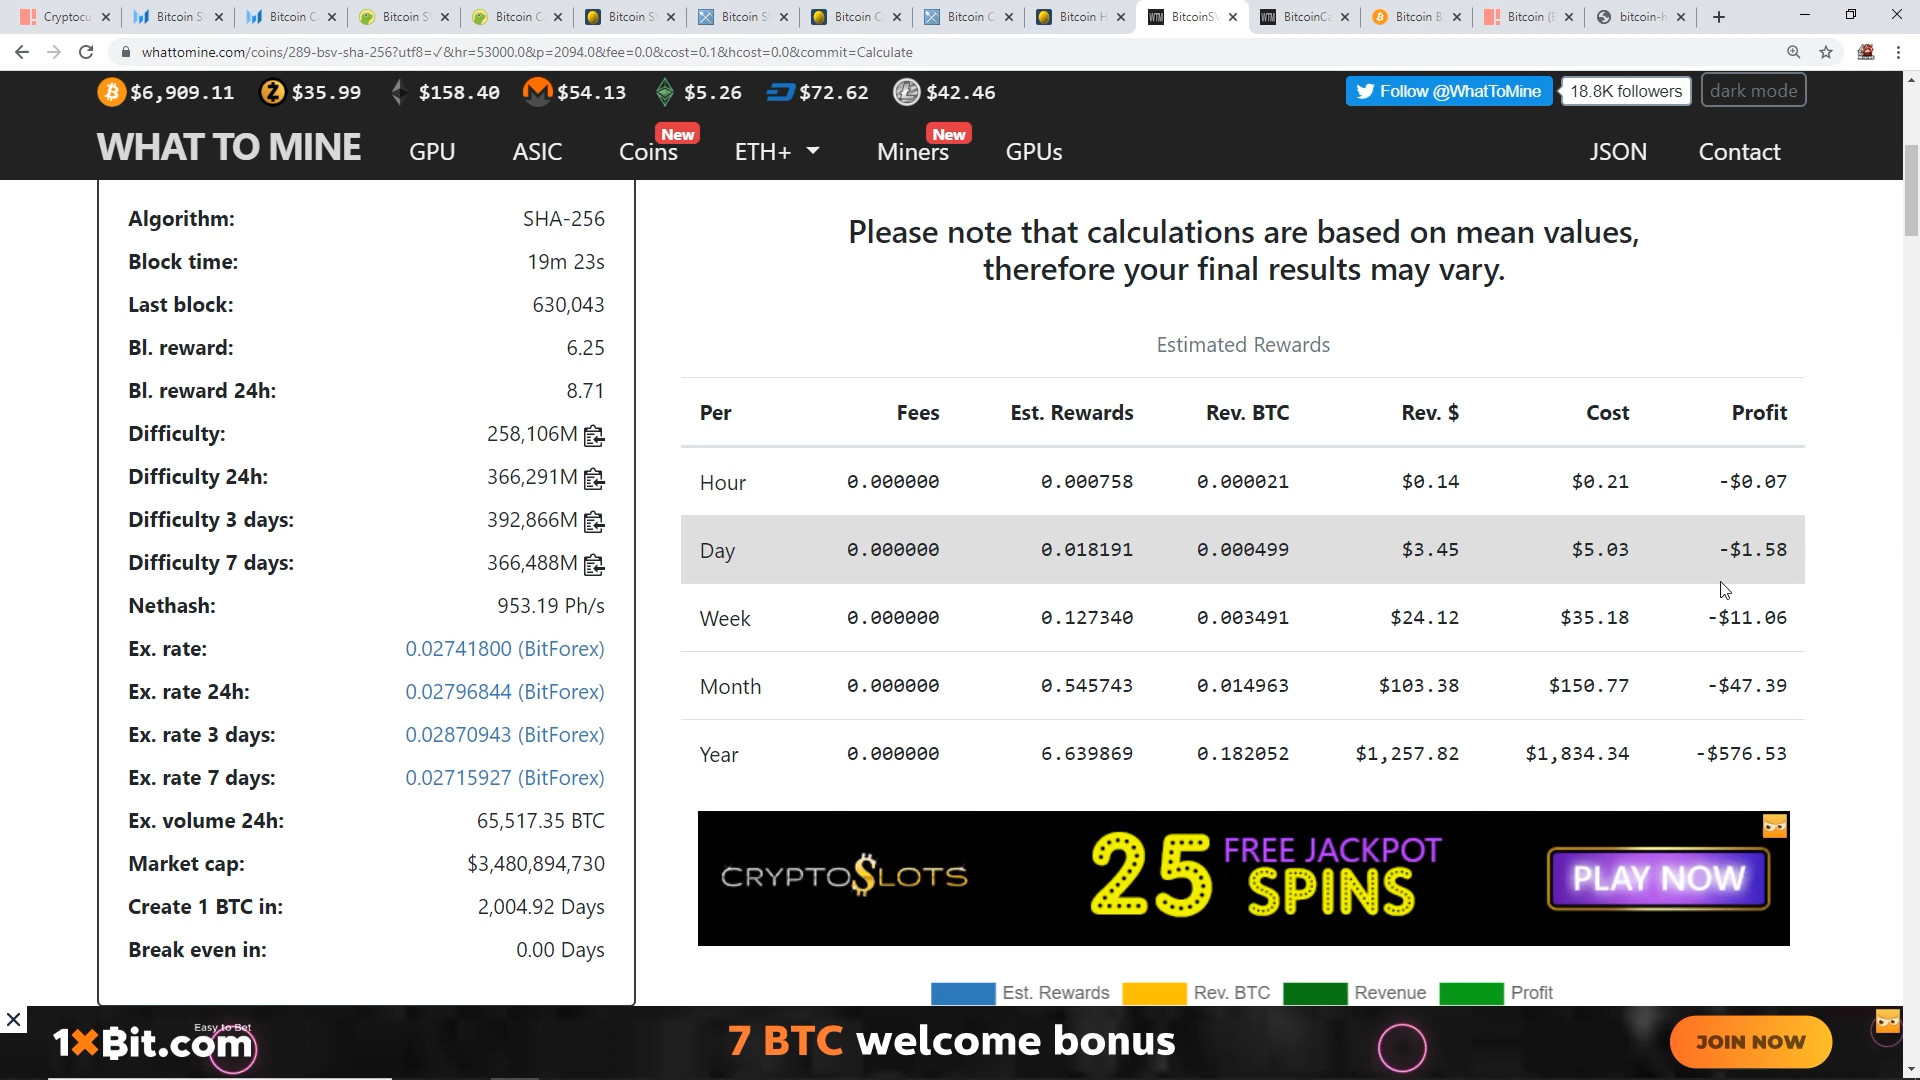 Cryptocu
Bitcoin S
Bitcoin C
Bitcoin S
Bitcoin C
Bitcoin S
Bitcoin S
Bitcoin C
Bitcoin C
Bitcoin H
BitcoinSV
BitcoinCa
Bitcoin B
Bitcoin (B
bitcoin-h
whattomine.com/coins/289-bsv-sha-256?utf8=✓&hr=53000.0&p=2094.0&fee=0.0&cost=0.1&hcost=0.0&commit=Calculate
$6,909.11 $35.99 $158.40 $54.13 $5.26 $72.62 $42.46
Follow @WhatToMine 18.8K followers dark mode
WHAT TO MINE GPU ASIC Coins New ETH+ Miners New GPUs JSON Contact
Algorithm: SHA-256
Block time: 19m 23s
Last block: 630,043
Bl. reward: 6.25
Bl. reward 24h: 8.71
Difficulty: 258,106M
Difficulty 24h: 366,291M
Difficulty 3 days: 392,866M
Difficulty 7 days: 366,488M
Nethash: 953.19 Ph/s
Ex. rate: 0.02741800 (BitForex)
Ex. rate 24h: 0.02796844 (BitForex)
Ex. rate 3 days: 0.02870943 (BitForex)
Ex. rate 7 days: 0.02715927 (BitForex)
Ex. volume 24h: 65,517.35 BTC
Market cap: $3,480,894,730
Create 1 BTC in: 2,004.92 Days
Break even in: 0.00 Days
Please note that calculations are based on mean values,
therefore your final results may vary.
Estimated Rewards
Per Fees Est. Rewards Rev. BTC Rev. $ Cost Profit
Hour 0.000000 0.000758 0.000021 $0.14 $0.21 -$0.07
Day 0.000000 0.018191 0.000499 $3.45 $5.03 -$1.58
Week 0.000000 0.127340 0.003491 $24.12 $35.18 -$11.06
Month 0.000000 0.545743 0.014963 $103.38 $150.77 -$47.39
Year 0.000000 6.639869 0.182052 $1,257.82 $1,834.34 -$576.53
CRYPTO$LOTS
25 FREE JACKPOT
SPINS
PLAY NOW
Est. Rewards Rev. BTC Revenue Profit
Easy to Bet
1xBit.com
7 BTC welcome bonus
JOIN NOW